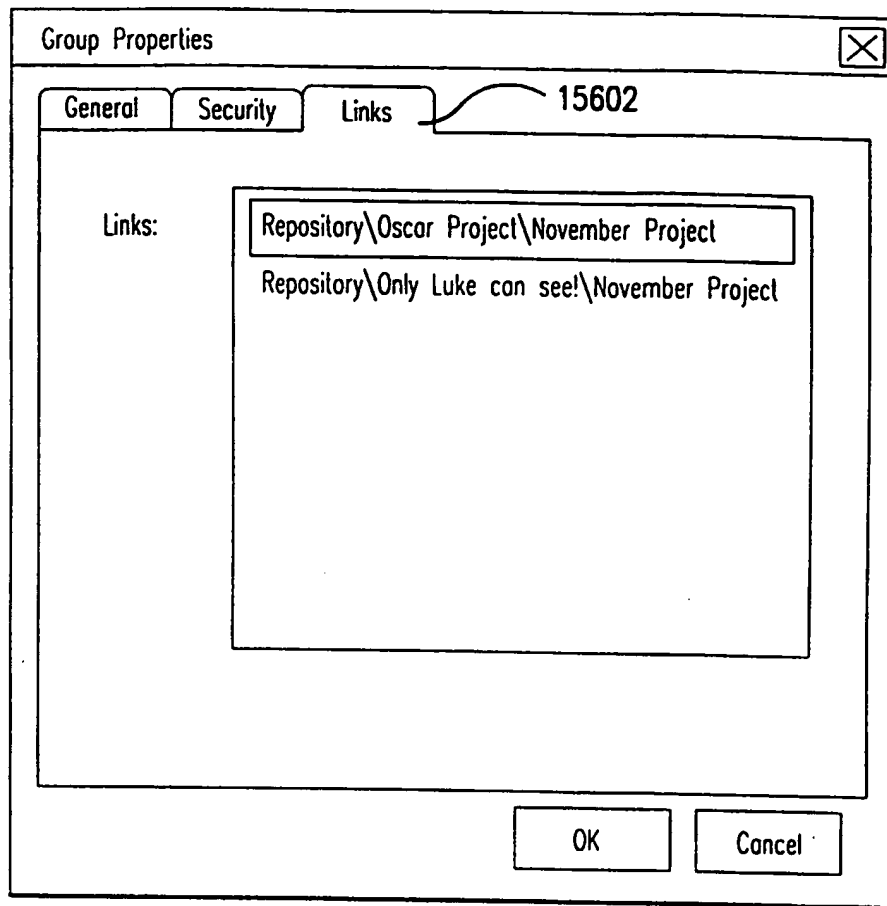 Group Properties
General Security Links 15602
Links:
Repository\Oscar Project\November Project
Repository\Only Luke can see!\November Project
OK Cancel